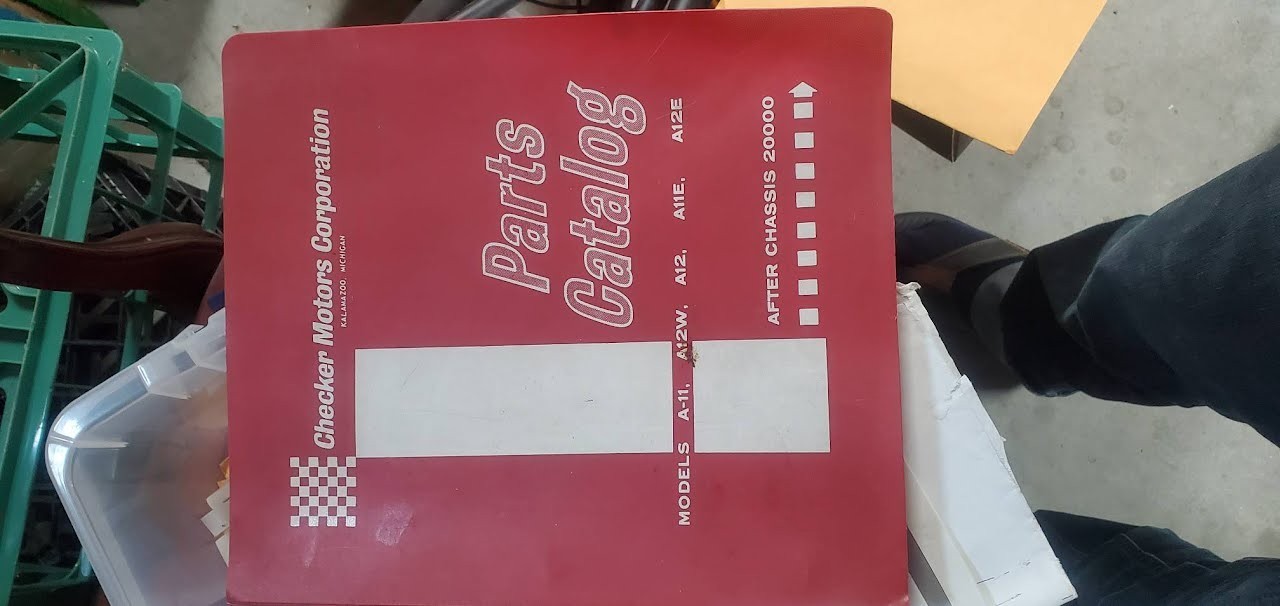 Checker Motors Corporation
KALAMAZOO, MICHIGAN
Parts
Catalog
MODELS A-11, A12W, A12, A11E, A12E
AFTER CHASSIS 20000